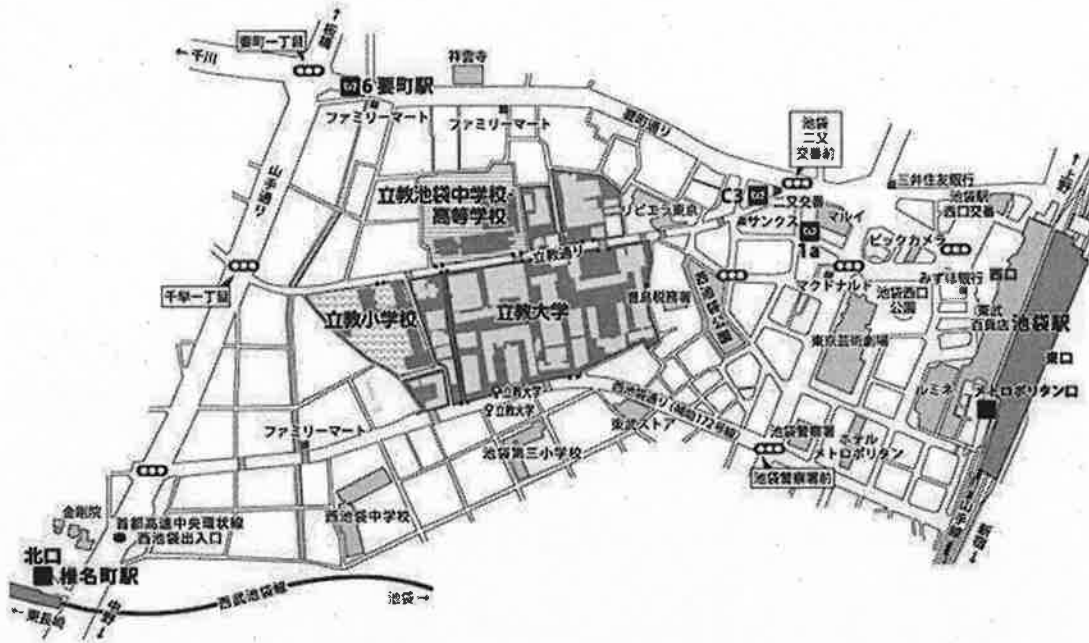 要町一丁目
板橋
← 千川
6 要町駅
祥雲寺
ファミリーマート
ファミリーマート
要町通り
池袋
二又
交番前
上野
三井住友銀行
C3
二又交番
池袋駅
西口交番
山手通り
立教池袋中学校・
高等学校
リビエラ東京
サンクス
マルイ
1a
ビックカメラ
立教通り
みずほ銀行
西口
千早一丁目
マクドナルド
池袋西口
公園
立教小学校
立教大学
豊島税務署
東武
百貨店
池袋駅
東京芸術劇場
東口
ルミネ
メトロポリタン口
立教大学
立教大学
西池袋通り
ファミリーマート
東武ストア
池袋警察署
池袋第三小学校
ホテル
メトロポリタン
池袋警察署前
金剛院
首都高速中央環状線
西池袋出入口
西池袋中学校
山手線
新宿
北口
椎名町駅
西武池袋線
池袋 →
← 東長崎
中野